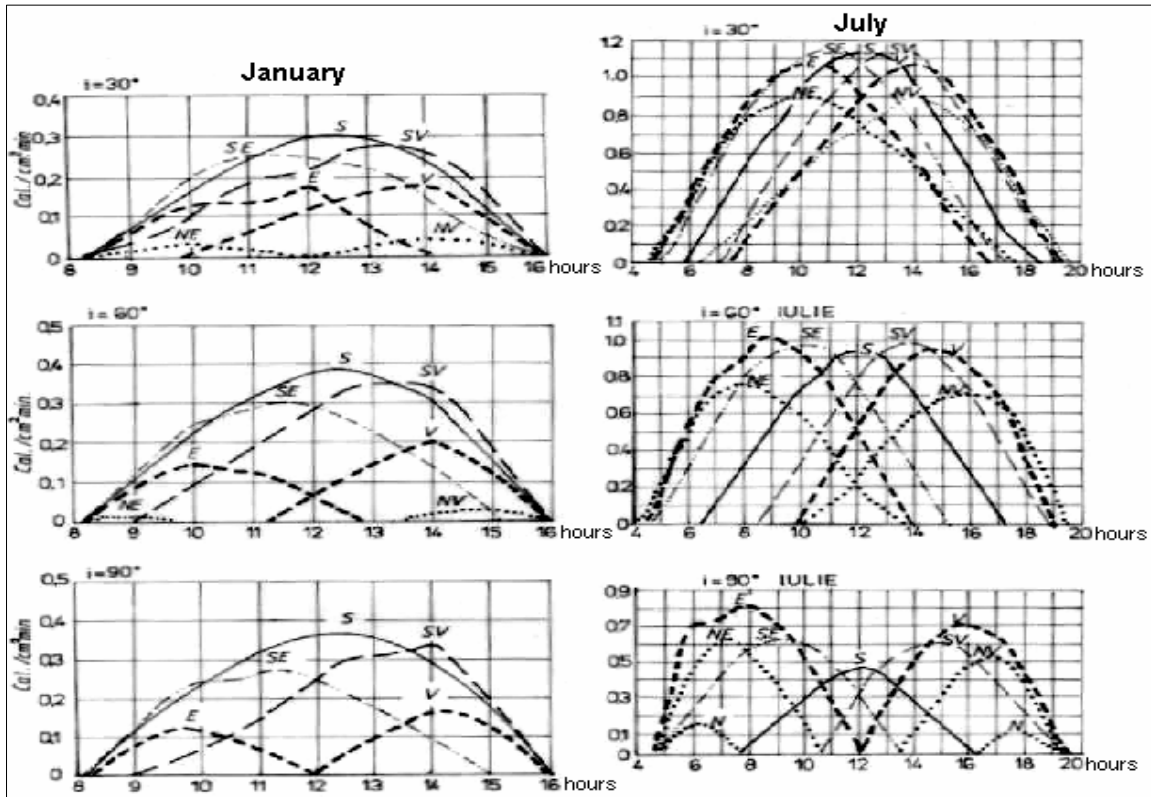 January
i=30°
Cal./cm² min
0,4
0,3
0,2
0,1
0
S
SV
SE
E
V
NE
NV
8 9 10 11 12 13 14 15 16 hours
July
i=30°
1.2
1.0
0.8
0.6
0.4
0.2
0
SE S SV
E V
NE NV
4 6 8 10 12 14 16 18 20 hours
i=60°
Cal./cm² min.
0,5
0,4
0,3
0,2
0,1
0
S
SV
SE
E
V
NE
NV
8 9 10 11 12 13 14 15 16 hours
i=60° IULIE
1.1
1.0
0.8
0.6
0.4
0.2
0
E SE SV
S V
NE NV
4 6 8 10 12 14 16 18 20 hours
i=90°
Cal./cm² min.
0,5
0,4
0,3
0,2
0,1
0
S
SV
SE
E
V
8 9 10 11 12 13 14 15 16 hours
i=90° IULIE
0.9
0.7
0.5
0.3
0.1
0
E
V
NE SE
SV NV
S
N N
4 6 8 10 12 14 16 18 20 hours